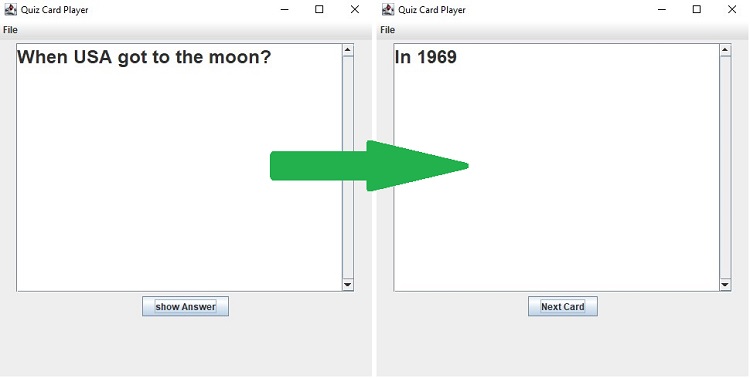 Quiz Card Player
File
When USA got to the moon?
show Answer
Quiz Card Player
File
In 1969
Next Card